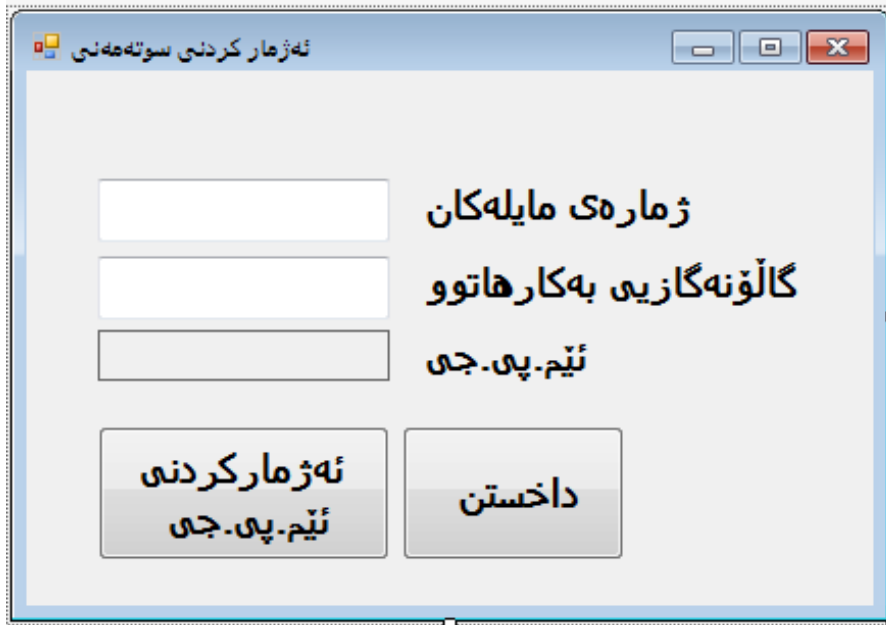 ئەژمار کردنی سوتەمەنی
ژمارەی مایلەکان
گاڵۆنەگازیی بەکارهاتوو
ئێم.پی.جی
ئەژمارکردنی
ئێم.پی.جی
داخستن